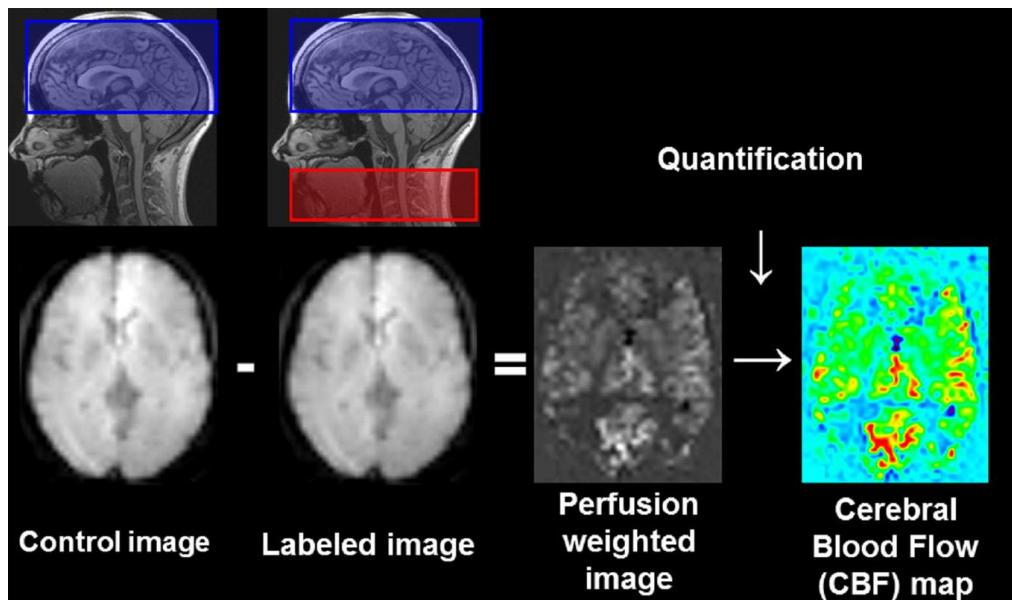 Quantification
Control image
Labeled image
Perfusion
weighted
image
Cerebral
Blood Flow
(CBF) map